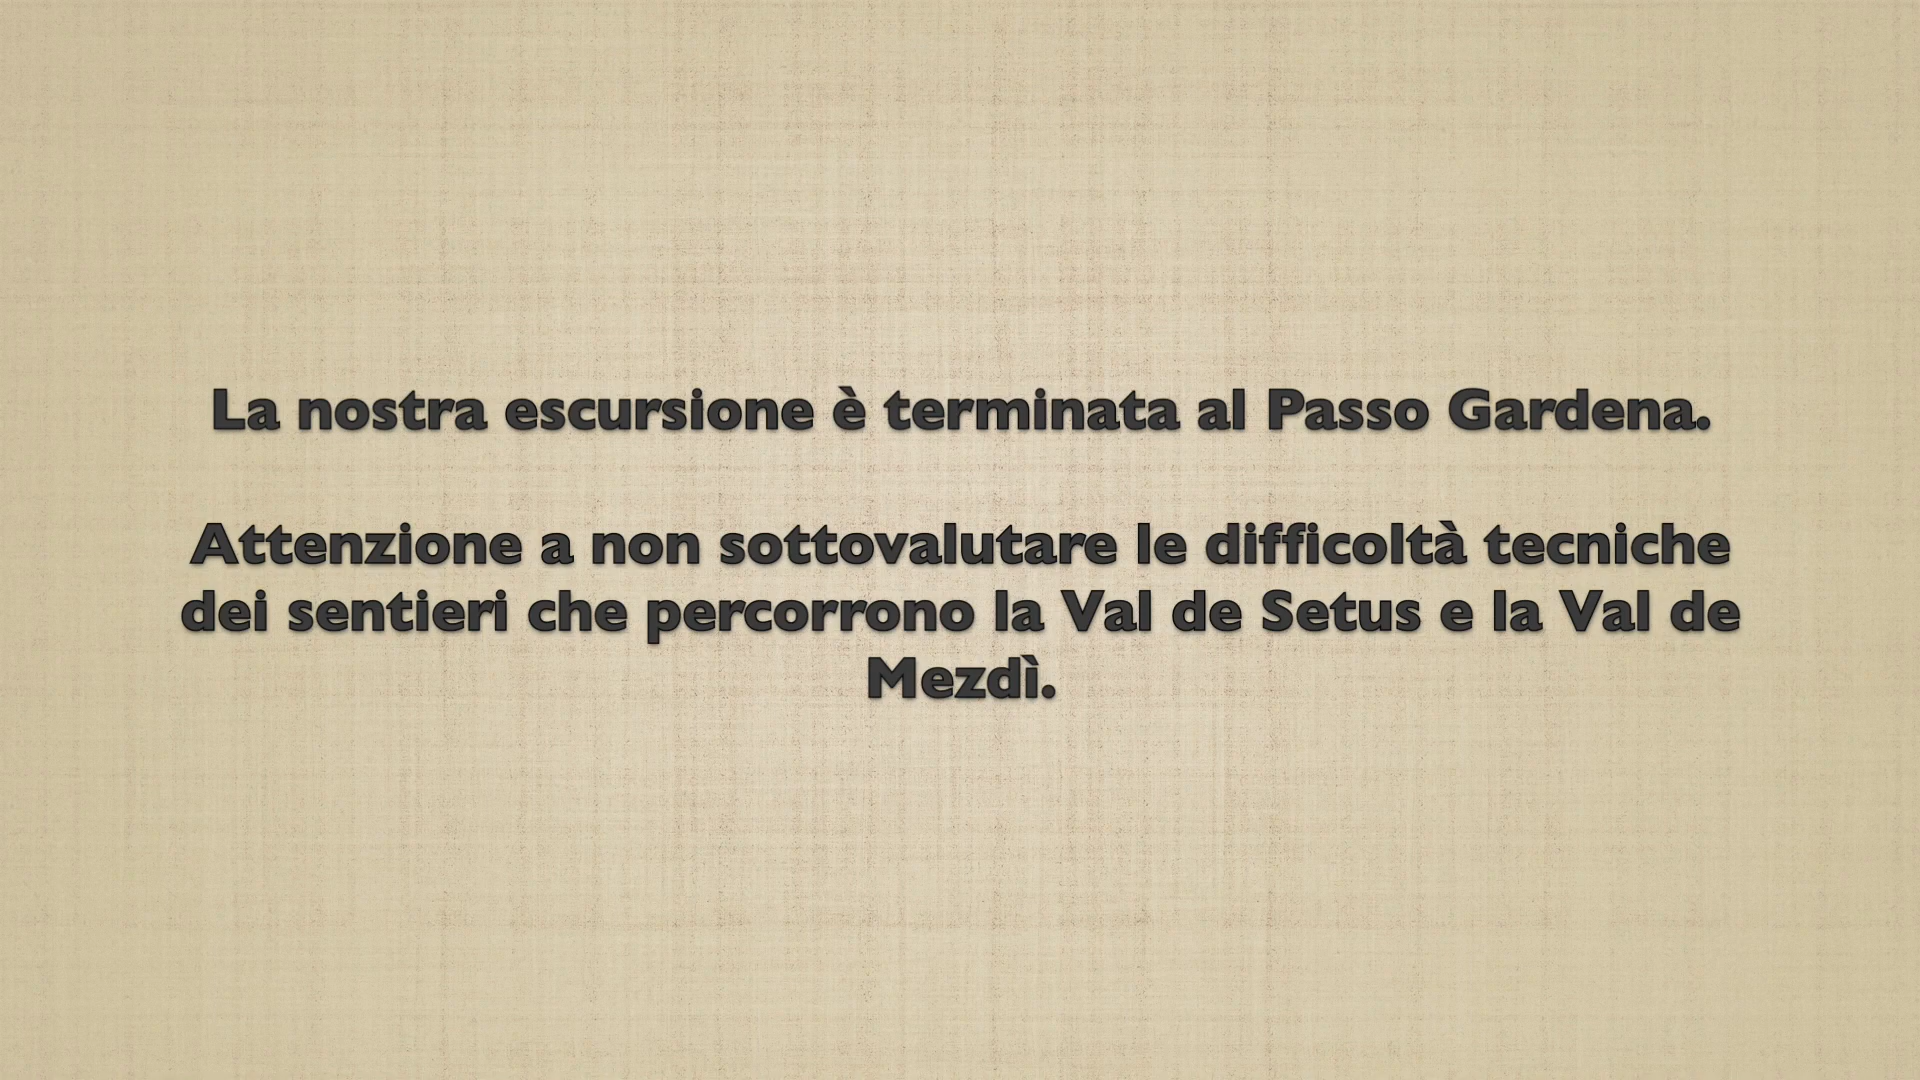 La nostra escursione è terminata al Passo Gardena.
Attenzione a non sottovalutare le difficoltà tecniche
dei sentieri che percorrono la Val de Setus e la Val de
Mezdì.